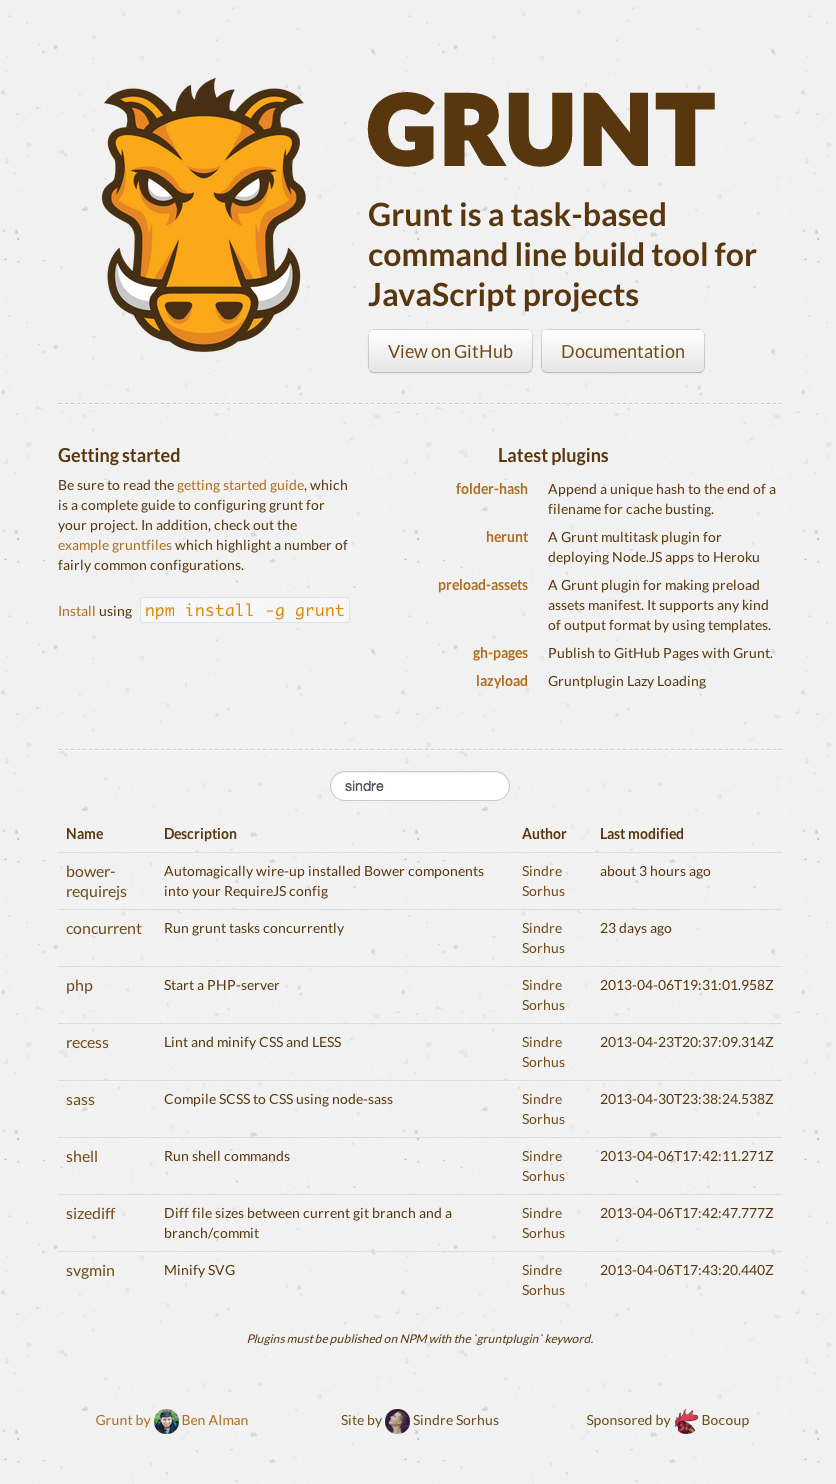 GRUNT
Grunt is a task-based
command line build tool for
JavaScript projects
View on GitHub
Documentation
Getting started
Be sure to read the getting started guide, which
is a complete guide to configuring grunt for
your project. In addition, check out the
example gruntfiles which highlight a number of
fairly common configurations.
Install using npm install -g grunt
Latest plugins
folder-hash Append a unique hash to the end of a
filename for cache busting.
herunt A Grunt multitask plugin for
deploying Node.JS apps to Heroku
preload-assets A Grunt plugin for making preload
assets manifest. It supports any kind
of output format by using templates.
gh-pages Publish to GitHub Pages with Grunt.
lazyload Gruntplugin Lazy Loading
sindre
Name Description Author Last modified
bower- Automagically wire-up installed Bower components Sindre about 3 hours ago
requirejs into your RequireJS config Sorhus
concurrent Run grunt tasks concurrently Sindre 23 days ago
Sorhus
php Start a PHP-server Sindre 2013-04-06T19:31:01.958Z
Sorhus
recess Lint and minify CSS and LESS Sindre 2013-04-23T20:37:09.314Z
Sorhus
sass Compile SCSS to CSS using node-sass Sindre 2013-04-30T23:38:24.538Z
Sorhus
shell Run shell commands Sindre 2013-04-06T17:42:11.271Z
Sorhus
sizediff Diff file sizes between current git branch and a Sindre 2013-04-06T17:42:47.777Z
branch/commit Sorhus
svgmin Minify SVG Sindre 2013-04-06T17:43:20.440Z
Sorhus
Plugins must be published on NPM with the `gruntplugin` keyword.
Grunt by Ben Alman
Site by Sindre Sorhus
Sponsored by Bocoup